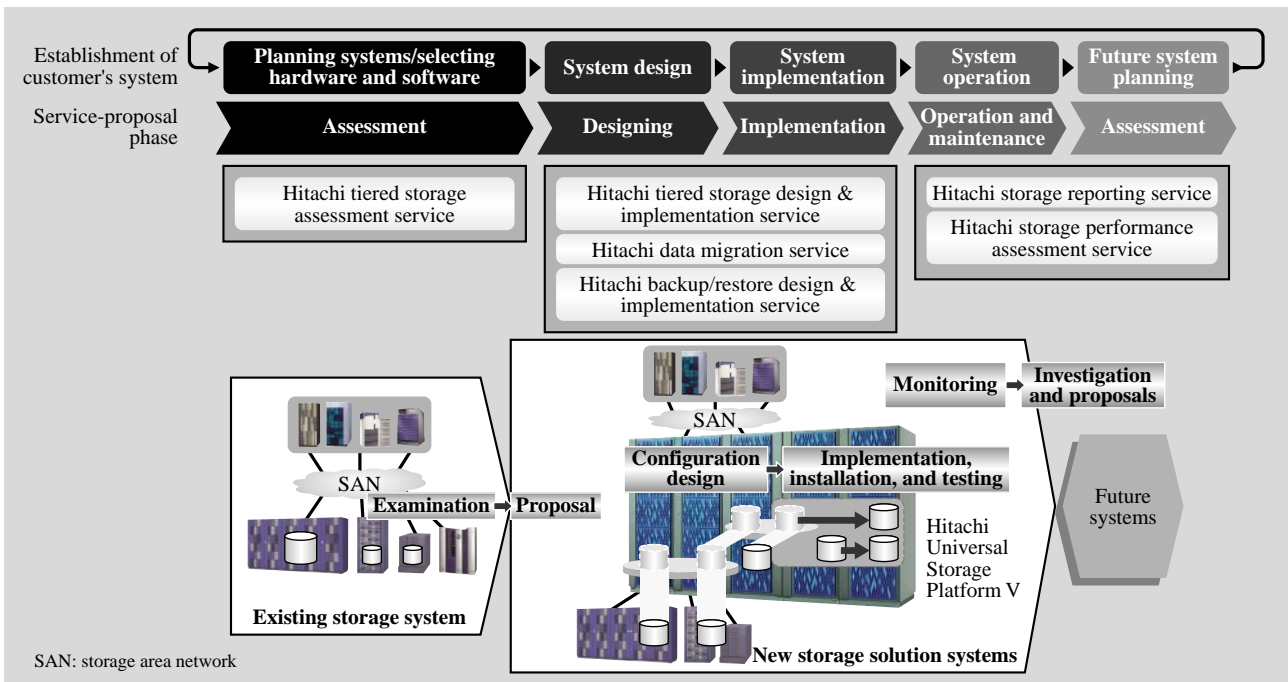 Establishment of
customer's system
Planning systems/selecting
hardware and software
System design
System
implementation
System
operation
Future system
planning
Service-proposal
phase
Assessment
Designing
Implementation
Operation and
maintenance
Assessment
Hitachi tiered storage
assessment service
Hitachi tiered storage design &
implementation service
Hitachi data migration service
Hitachi backup/restore design &
implementation service
Hitachi storage reporting service
Hitachi storage performance
assessment service
SAN
Examination
Proposal
Existing storage system
SAN
Configuration
design
Implementation,
installation, and testing
Monitoring
Investigation
and proposals
Hitachi
Universal
Storage
Platform V
New storage solution systems
Future
systems
SAN: storage area network